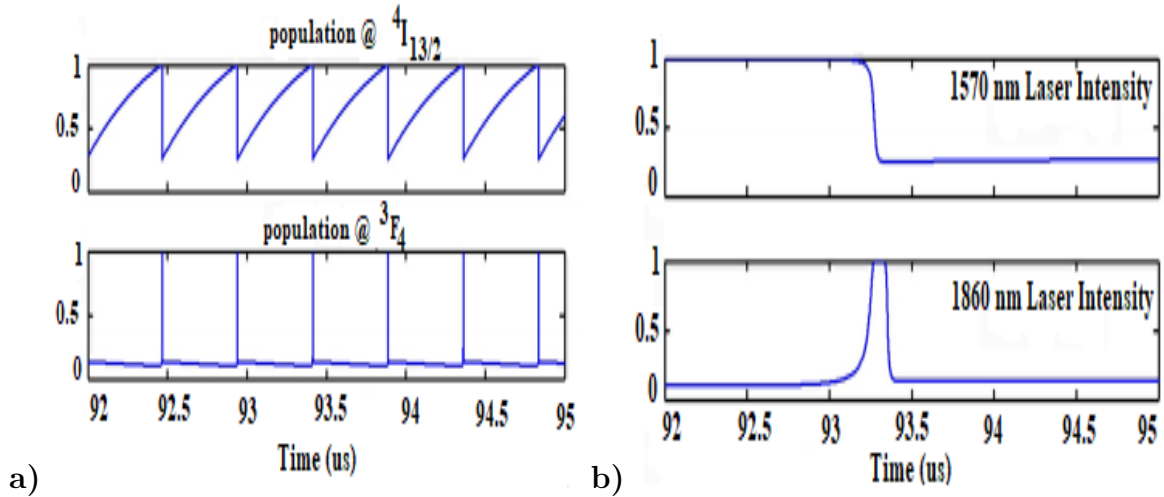 population @ ⁴I₁₃/₂
1
0.5
0
population @ ³F₄
1
0.5
0
92 92.5 93 93.5 94 94.5 95
Time (us)
a)
1570 nm Laser Intensity
1
0.5
0
1860 nm Laser Intensity
1
0.5
0
92 92.5 93 93.5 94 94.5 95
Time (us)
b)